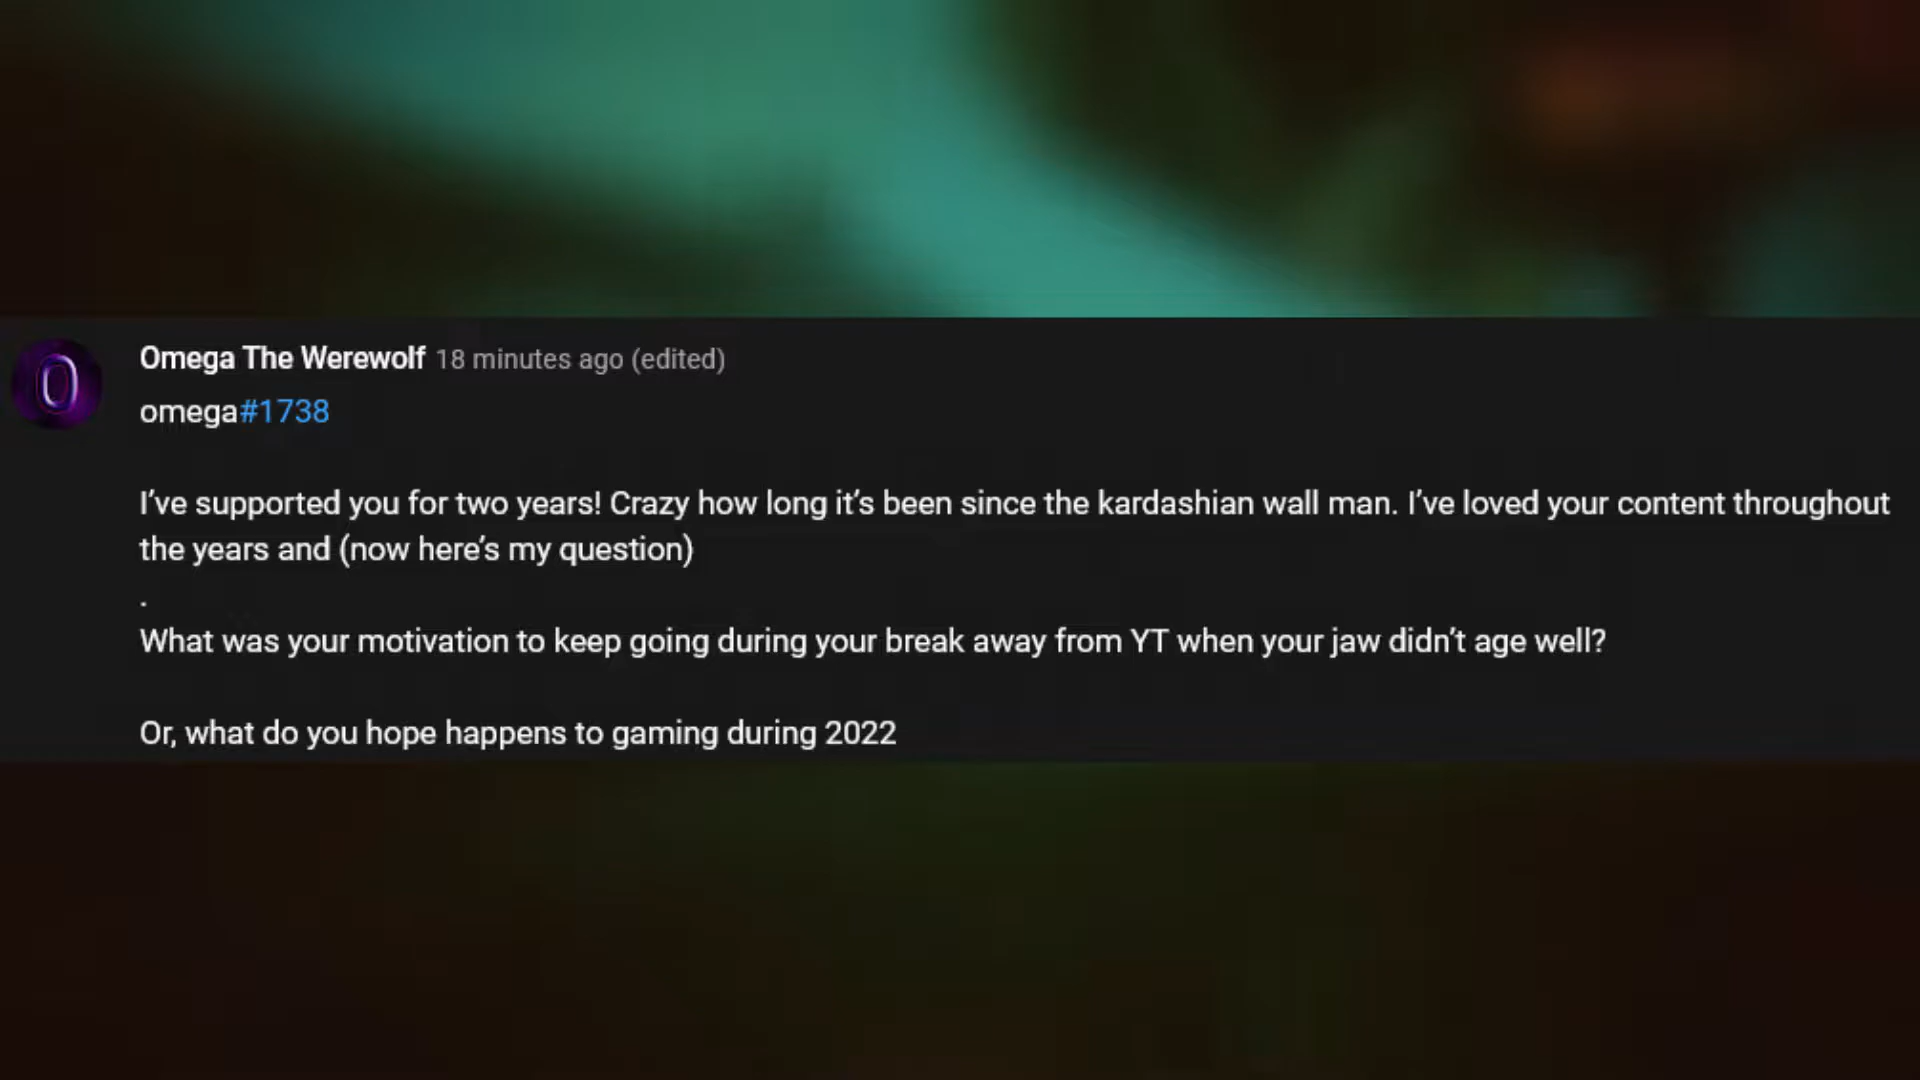 Omega The Werewolf 18 minutes ago (edited)
omega#1738
I’ve supported you for two years! Crazy how long it’s been since the kardashian wall man. I’ve loved your content throughout
the years and (now here’s my question)
.
What was your motivation to keep going during your break away from YT when your jaw didn’t age well?
Or, what do you hope happens to gaming during 2022